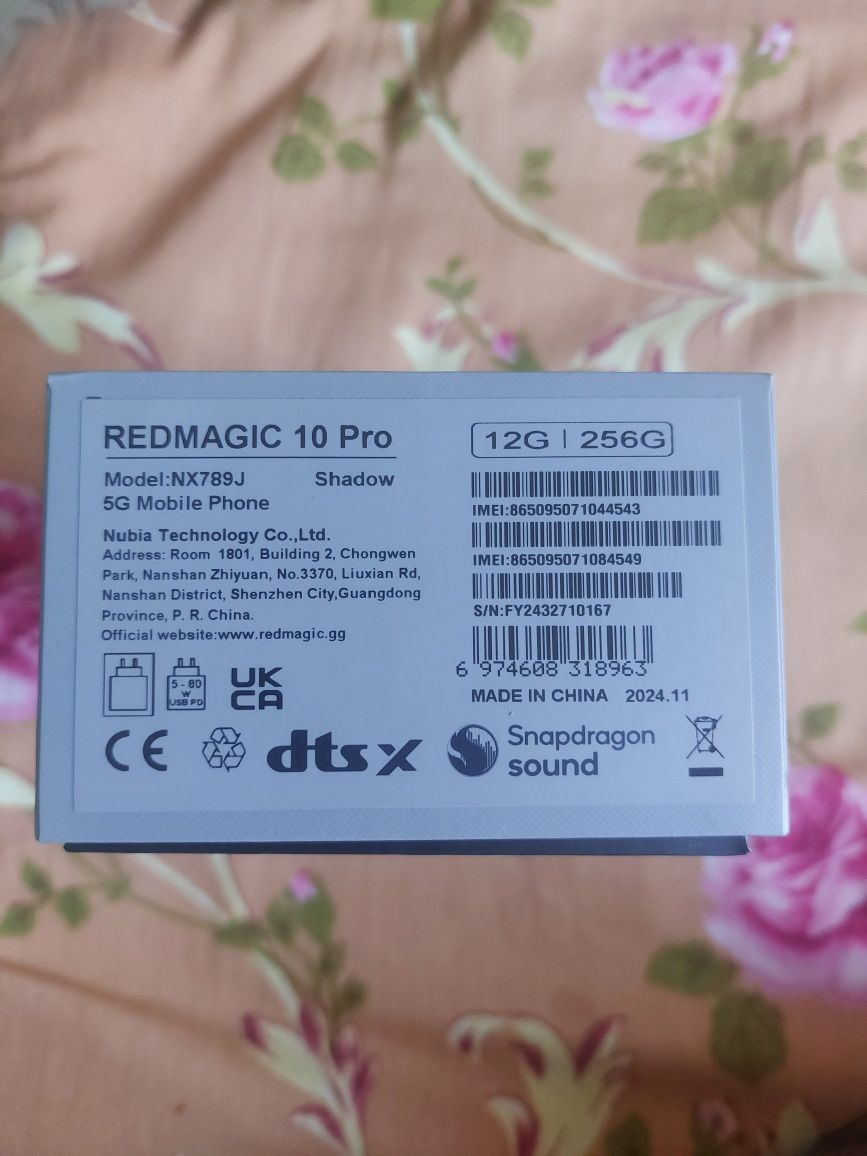 REDMAGIC 10 Pro
Model:NX789J Shadow
5G Mobile Phone
Nubia Technology Co.,Ltd.
Address: Room 1801, Building 2, Chongwen
Park, Nanshan Zhiyuan, No.3370, Liuxian Rd,
Nanshan District, Shenzhen City,Guangdong
Province, P. R. China.
Official website:www.redmagic.gg
5 - 80
W
USB PD
UK
CA
CE
dts X
12G | 256G
IMEI:865095071044543
IMEI:865095071084549
S/N:FY2432710167
6 974608 318963
MADE IN CHINA 2024.11
Snapdragon
sound